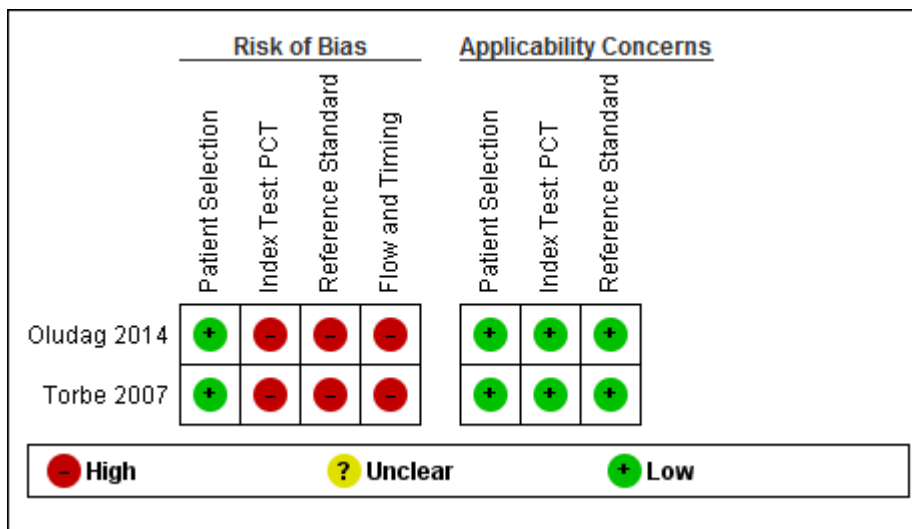 Risk of Bias
Applicability Concerns
Patient Selection
Index Test: PCT
Reference Standard
Flow and Timing
Patient Selection
Index Test: PCT
Reference Standard
Oludag 2014 + - - - + + +
Torbe 2007 + - - - + + +
- High ? Unclear + Low